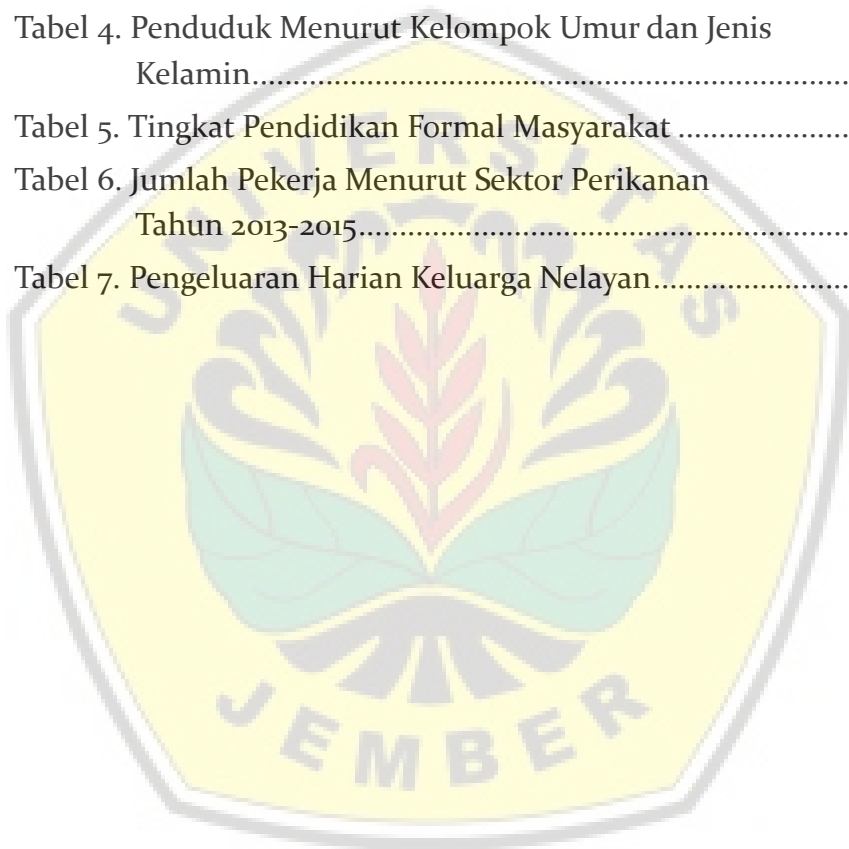 Tabel 4. Penduduk Menurut Kelompok Umur dan Jenis
Kelamin.....................................................................
Tabel 5. Tingkat Pendidikan Formal Masyarakat ....................
Tabel 6. Jumlah Pekerja Menurut Sektor Perikanan
Tahun 2013-2015........................................................
Tabel 7. Pengeluaran Harian Keluarga Nelayan.......................
UNIVERSITAS
JEMBER